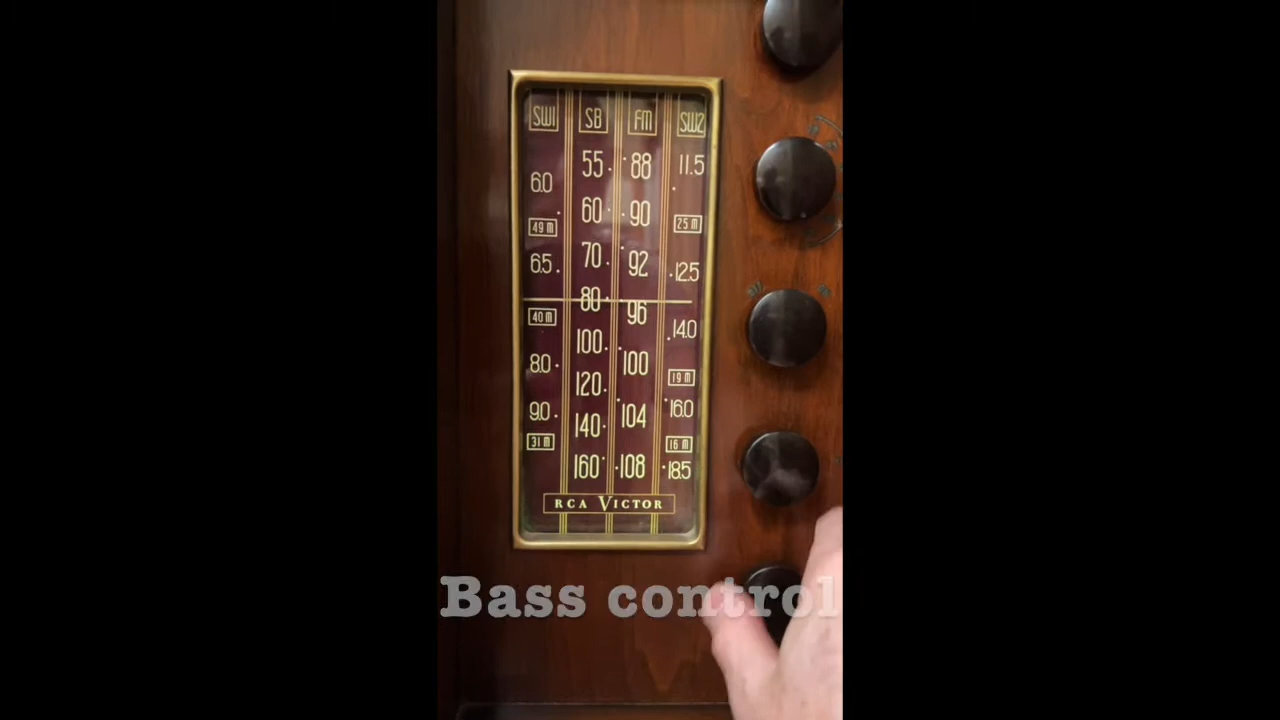 SW1 SB FM SW2
55 88 11.5
6.0
60 90 25 m
49 m
70 92
6.5 12.5
80 96
40 m 14.0
100 100
8.0 19 m
120 104 16.0
9.0 140
31 m 16 m
160 108 18.5
RCA VICTOR
Bass control